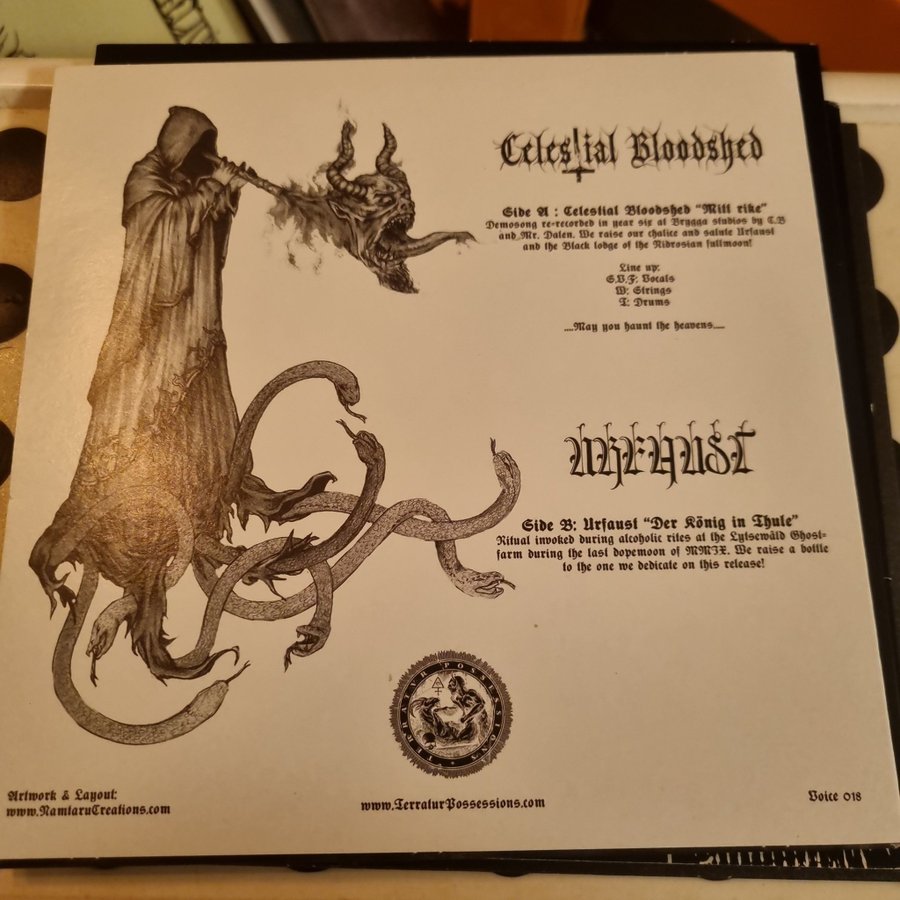 Celestial Bloodshed
Side A : Celestial Bloodshed "Mitt rike"
Demosong re-recorded in year six at Brygga studios by C.B
and Mr. Dalen. We raise our chalice and salute Urfaust
and the Black lodge of the Nidrosian fullmoon!
Line up:
S.V.F: Vocals
W: Strings
T: Drums
....May you haunt the heavens....
URFAUST
Side B: Urfaust "Der König in Thule"
Ritual invoked during alcoholic rites at the Lytsewâld Ghost=
farm during the last dopemoon of MMIX. We raise a bottle
to the one we dedicate on this release!
TERRATVR POSSESSIONS
Artwork & Layout:
www.NamtaruCreations.com
www.TerraturPossessions.com
Voice 018